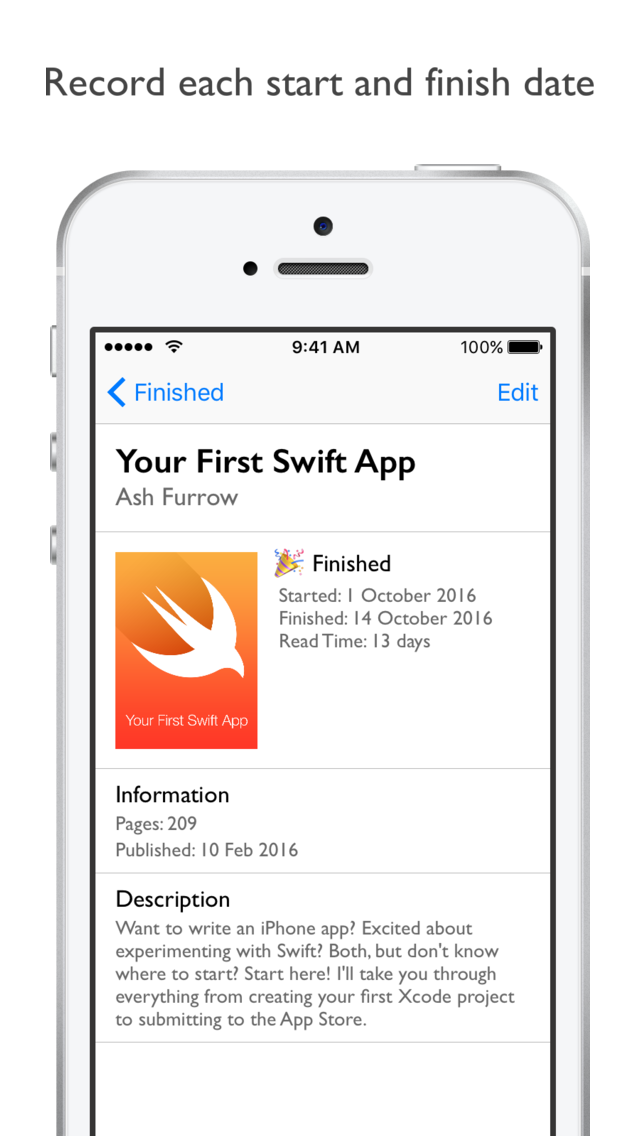 Record each start and finish date
9:41 AM
100%
Finished
Edit
Your First Swift App
Ash Furrow
🎉 Finished
Started: 1 October 2016
Finished: 14 October 2016
Read Time: 13 days
Your First Swift App
Information
Pages: 209
Published: 10 Feb 2016
Description
Want to write an iPhone app? Excited about
experimenting with Swift? Both, but don't know
where to start? Start here! I'll take you through
everything from creating your first Xcode project
to submitting to the App Store.